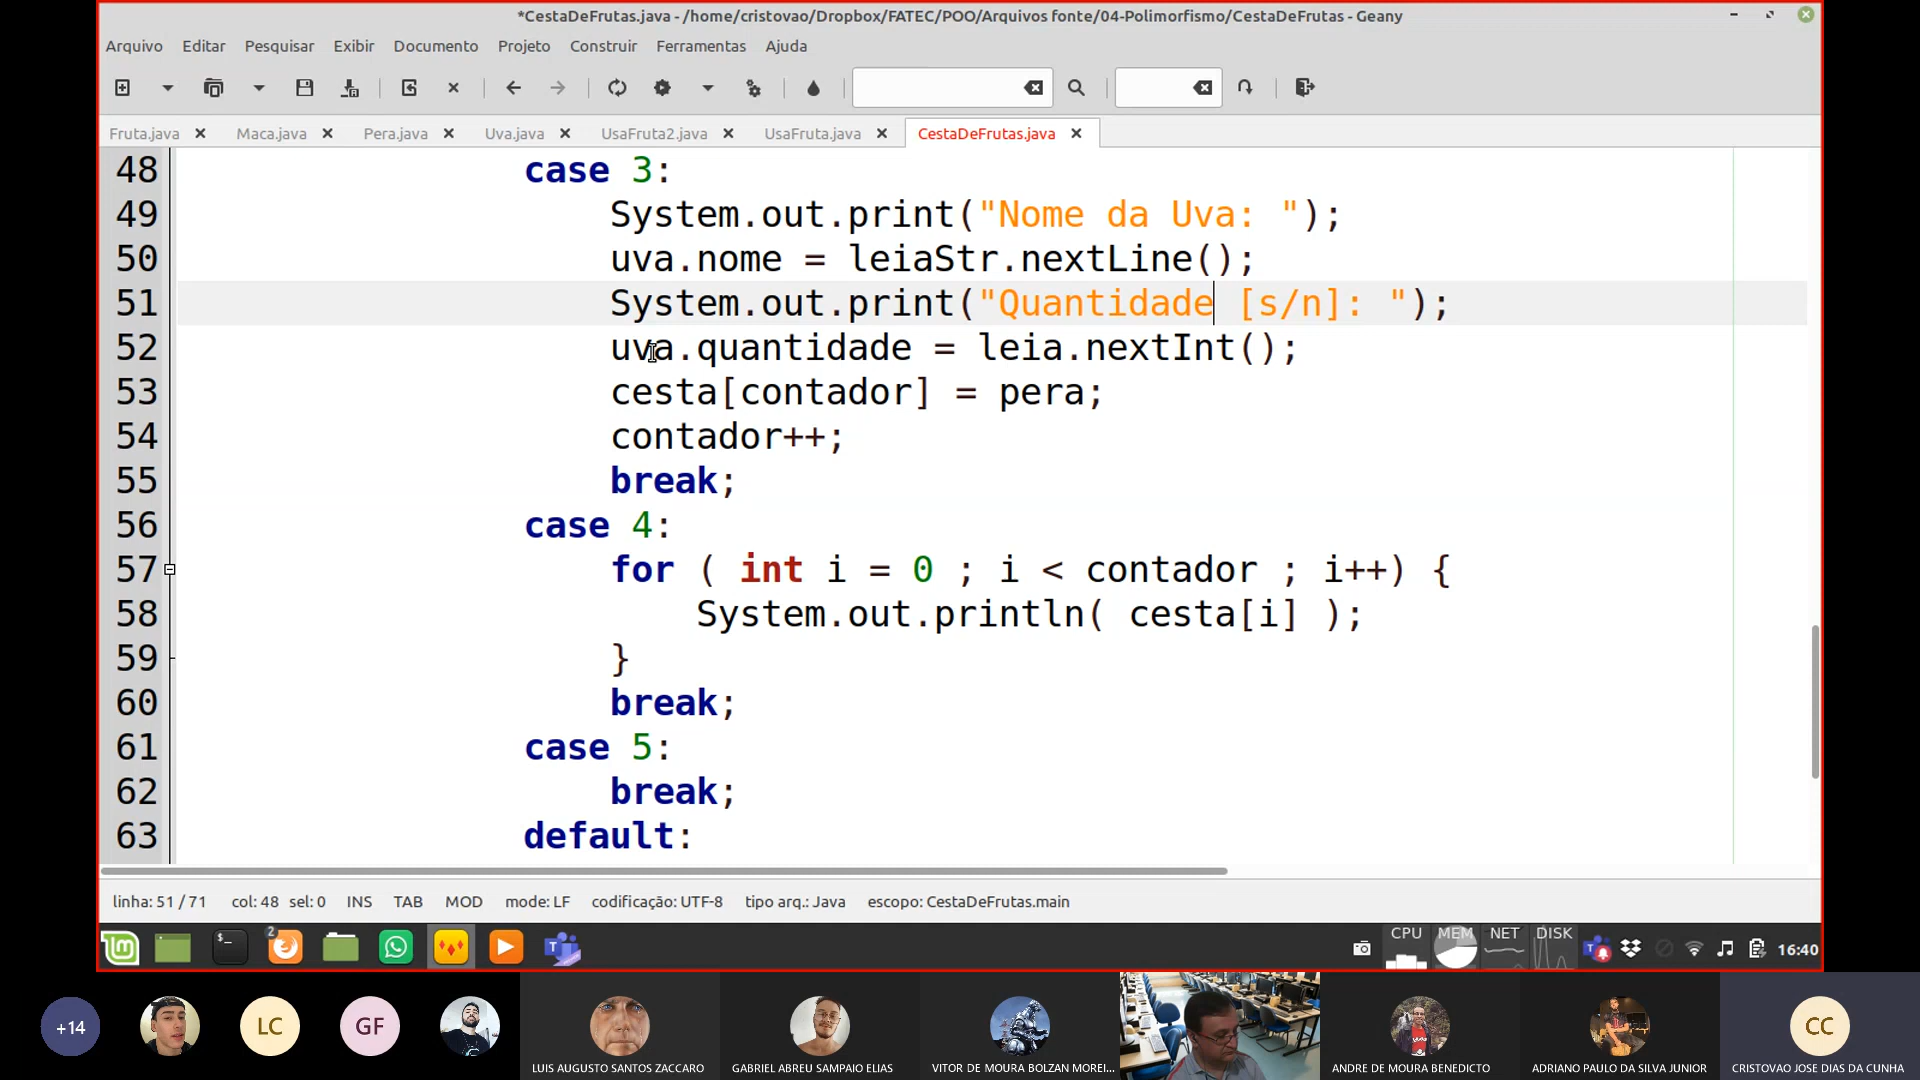 *CestaDeFrutas.java - /home/cristovao/Dropbox/FATEC/POO/Arquivos fonte/04-Polimorfismo/CestaDeFrutas - Geany
Arquivo Editar Pesquisar Exibir Documento Projeto Construir Ferramentas Ajuda
Fruta.java Maca.java Pera.java Uva.java UsaFruta2.java UsaFruta.java CestaDeFrutas.java
48 case 3:
49 System.out.print("Nome da Uva: ");
50 uva.nome = leiaStr.nextLine();
51 System.out.print("Quantidade [s/n]: ");
52 uva.quantidade = leia.nextInt();
53 cesta[contador] = pera;
54 contador++;
55 break;
56 case 4:
57 for ( int i = 0 ; i < contador ; i++) {
58 System.out.println( cesta[i] );
59 }
60 break;
61 case 5:
62 break;
63 default:
linha: 51 / 71 col: 48 sel: 0 INS TAB MOD mode: LF codificação: UTF-8 tipo arq.: Java escopo: CestaDeFrutas.main
2 CPU MEM NET DISK 16:40
+14 LC GF CC
LUIS AUGUSTO SANTOS ZACCARO GABRIEL ABREU SAMPAIO ELIAS VITOR DE MOURA BOLZAN MOREI... ANDRE DE MOURA BENEDICTO ADRIANO PAULO DA SILVA JUNIOR CRISTOVAO JOSE DIAS DA CUNHA